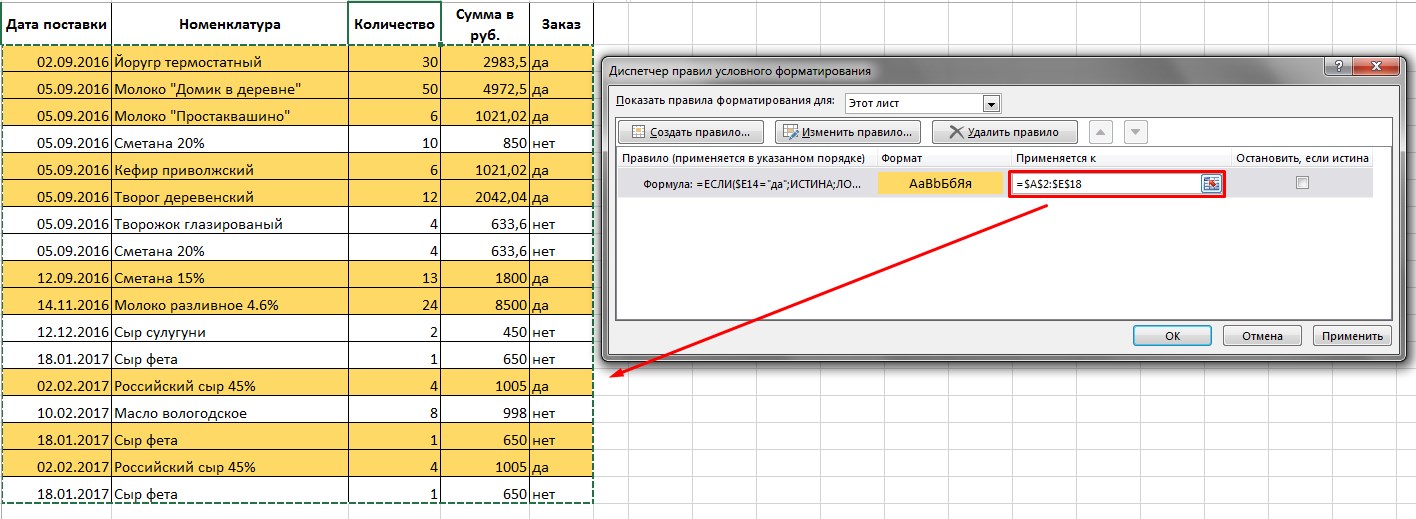 Дата поставки Номенклатура Количество Сумма в руб. Заказ
02.09.2016 Йоругр термостатный 30 2983,5 да
05.09.2016 Молоко "Домик в деревне" 50 4972,5 да
05.09.2016 Молоко "Простаквашино" 6 1021,02 да
05.09.2016 Сметана 20% 10 850 нет
05.09.2016 Кефир приволжский 6 1021,02 да
05.09.2016 Творог деревенский 12 2042,04 да
05.09.2016 Творожок глазированый 4 633,6 нет
05.09.2016 Сметана 20% 4 633,6 нет
12.09.2016 Сметана 15% 13 1800 да
14.11.2016 Молоко разливное 4.6% 24 8500 да
12.12.2016 Сыр сулугуни 2 450 нет
18.01.2017 Сыр фета 1 650 нет
02.02.2017 Российский сыр 45% 4 1005 да
10.02.2017 Масло вологодское 8 998 нет
18.01.2017 Сыр фета 1 650 нет
02.02.2017 Российский сыр 45% 4 1005 да
18.01.2017 Сыр фета 1 650 нет
Диспетчер правил условного форматирования
Показать правила форматирования для: Этот лист
Создать правило... Изменить правило... Удалить правило
Правило (применяется в указанном порядке) Формат Применяется к Остановить, если истина
Формула: =ЕСЛИ($E14="да";ИСТИНА;ЛО... АаВbБбЯя =$A$2:$E$18
ОК Отмена Применить